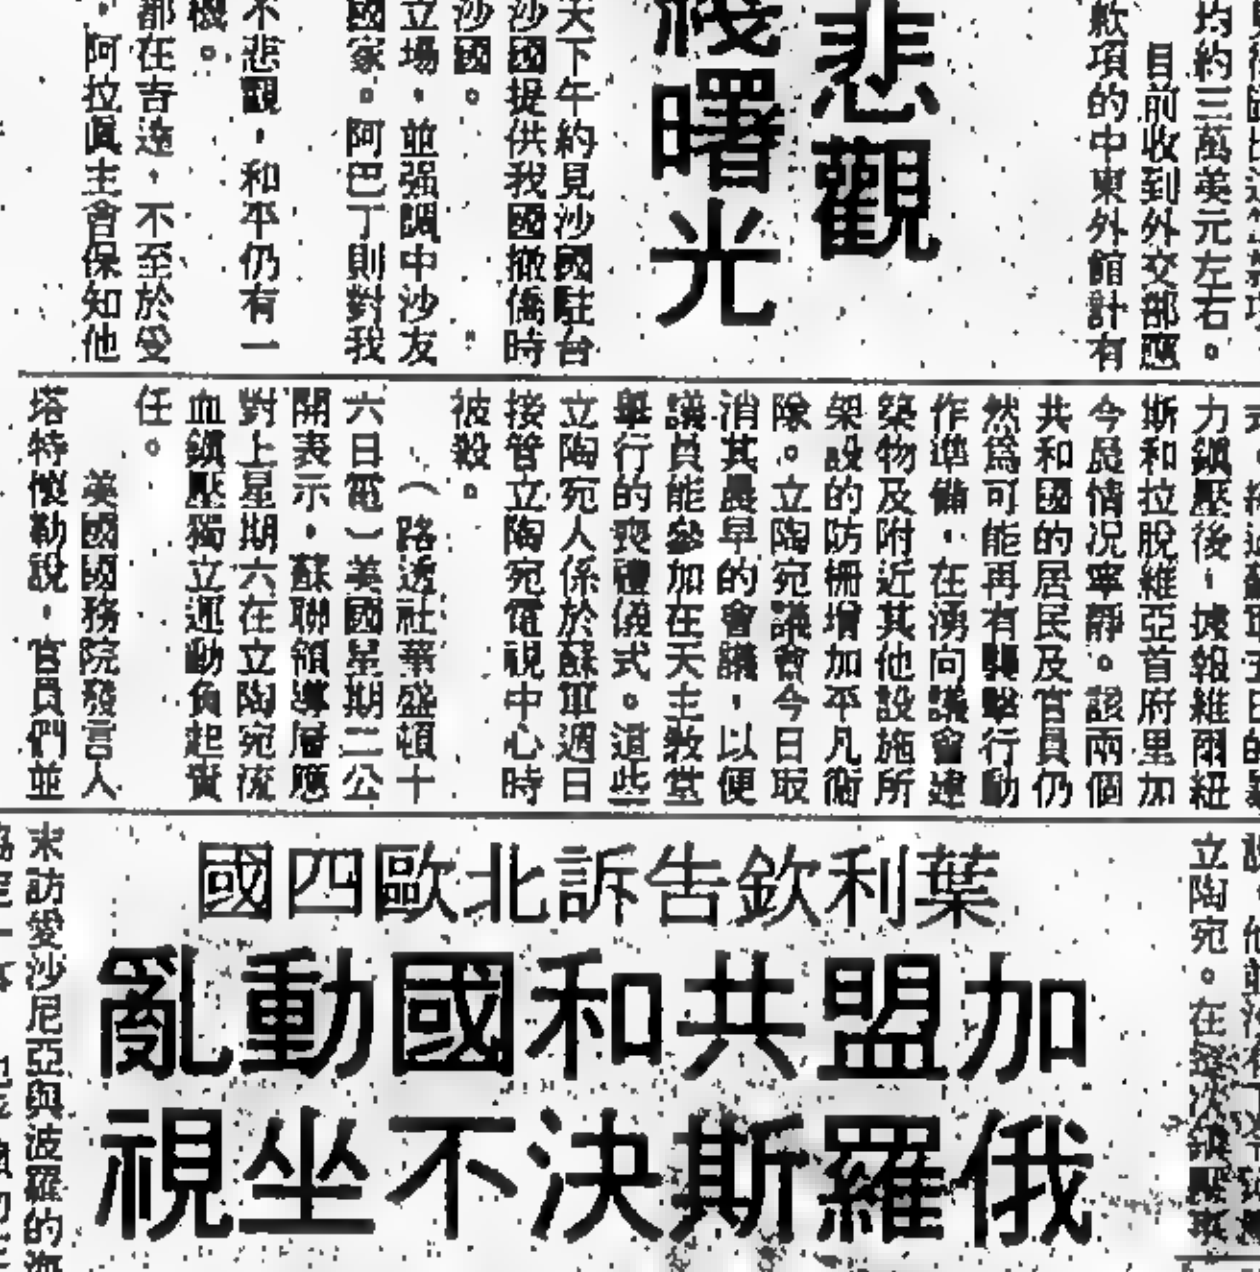 均約三萬美元左右。
目前收到外交部匯
款項的中東外館計有
悲觀
綫曙光
天下午約見沙國駐台
沙國提供我國撤僑時
沙國。
立場，並强調中沙友
國家。阿巴丁則對我
不悲觀，和平仍有一
機。
都在吉達，不至於受
，阿拉眞主會保知他
力鎮壓後，據報維爾紐
斯和拉脫維亞首府里加
今晨情況寧靜。該兩個
共和國的居民及官員仍
然爲可能再有襲擊行動
作準備，在湧向議會建
築物及附近其他設施所
架設的防柵增加平凡衞
隊。立陶宛議會今日取
消其晨早的會議，以便
議員能參加在天主教堂
舉行的喪禮儀式。這些
立陶宛人係於蘇軍週日
接管立陶宛電視中心時
被殺。
（路透社華盛頓十
六日電）美國星期二公
開表示，蘇聯領導層應
對上星期六在立陶宛流
血鎮壓獨立運動負起責
任。
美國國務院發言人
塔特懷勒說，官員們並
立陶宛。在
葉利欽告訴北歐四國
加盟共和國動亂
俄羅斯決不坐視
末訪愛沙尼亞與波羅的海